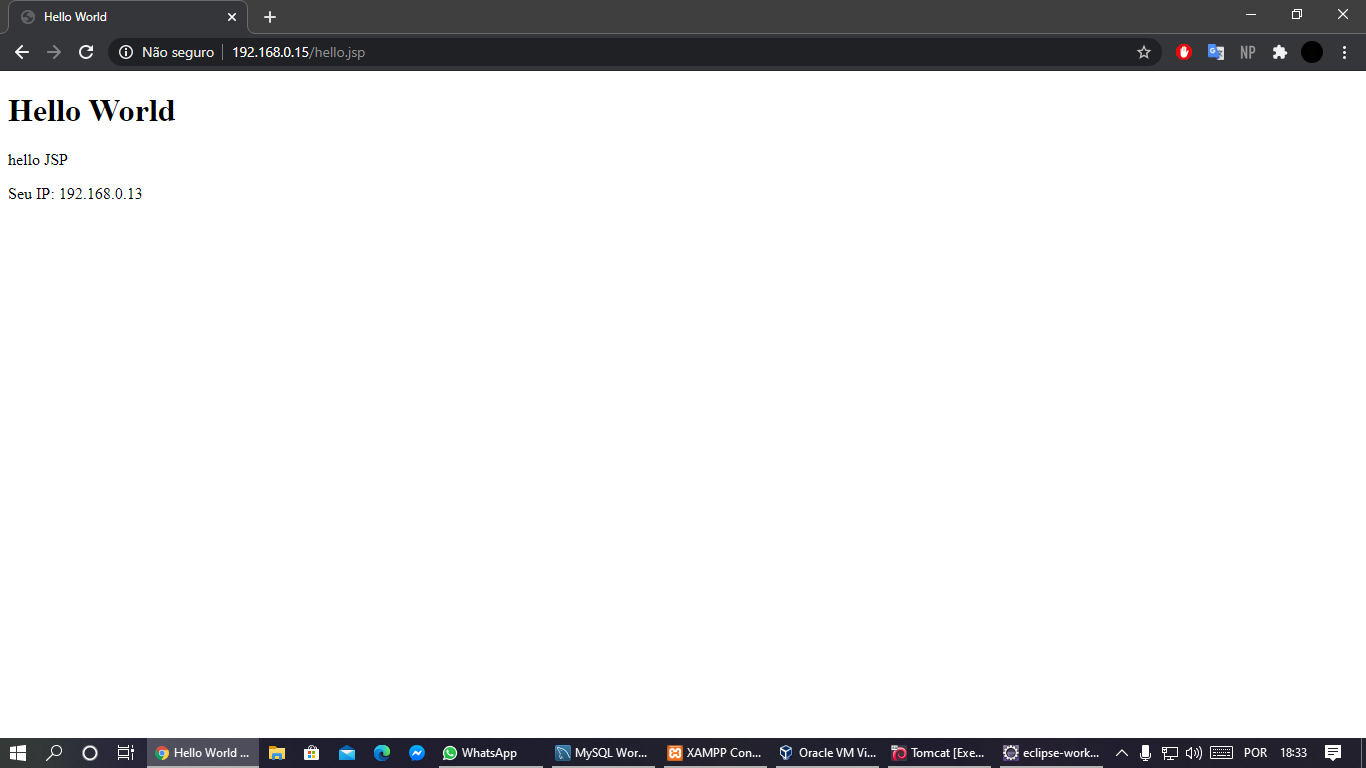 Hello World
Não seguro
192.168.0.15/hello.jsp
NP
Hello World
hello JSP
Seu IP: 192.168.0.13
Hello World ...
WhatsApp
MySQL Wor...
XAMPP Con...
Oracle VM Vi...
Tomcat [Exe...
eclipse-work...
POR
18:33